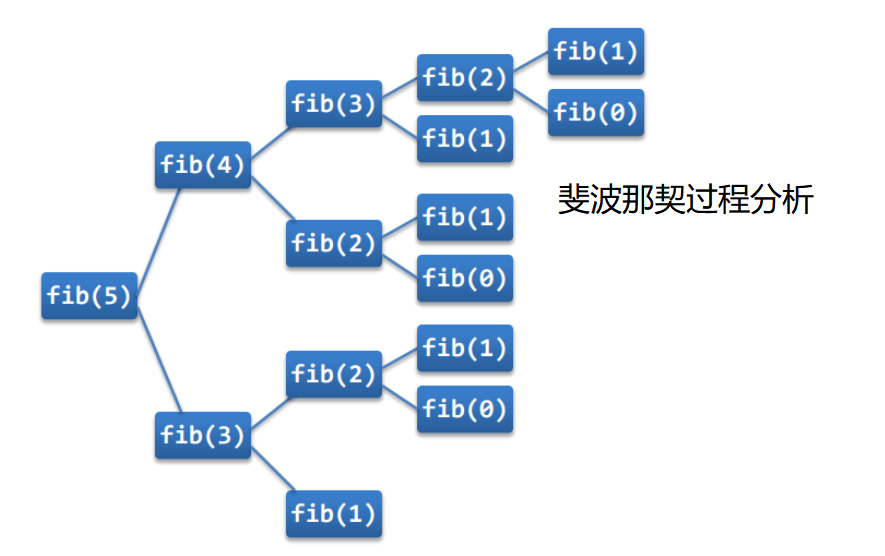 fib(1)
fib(2)
fib(3)
fib(0)
fib(1)
fib(4)
斐波那契过程分析
fib(1)
fib(2)
fib(0)
fib(5)
fib(1)
fib(2)
fib(0)
fib(3)
fib(1)